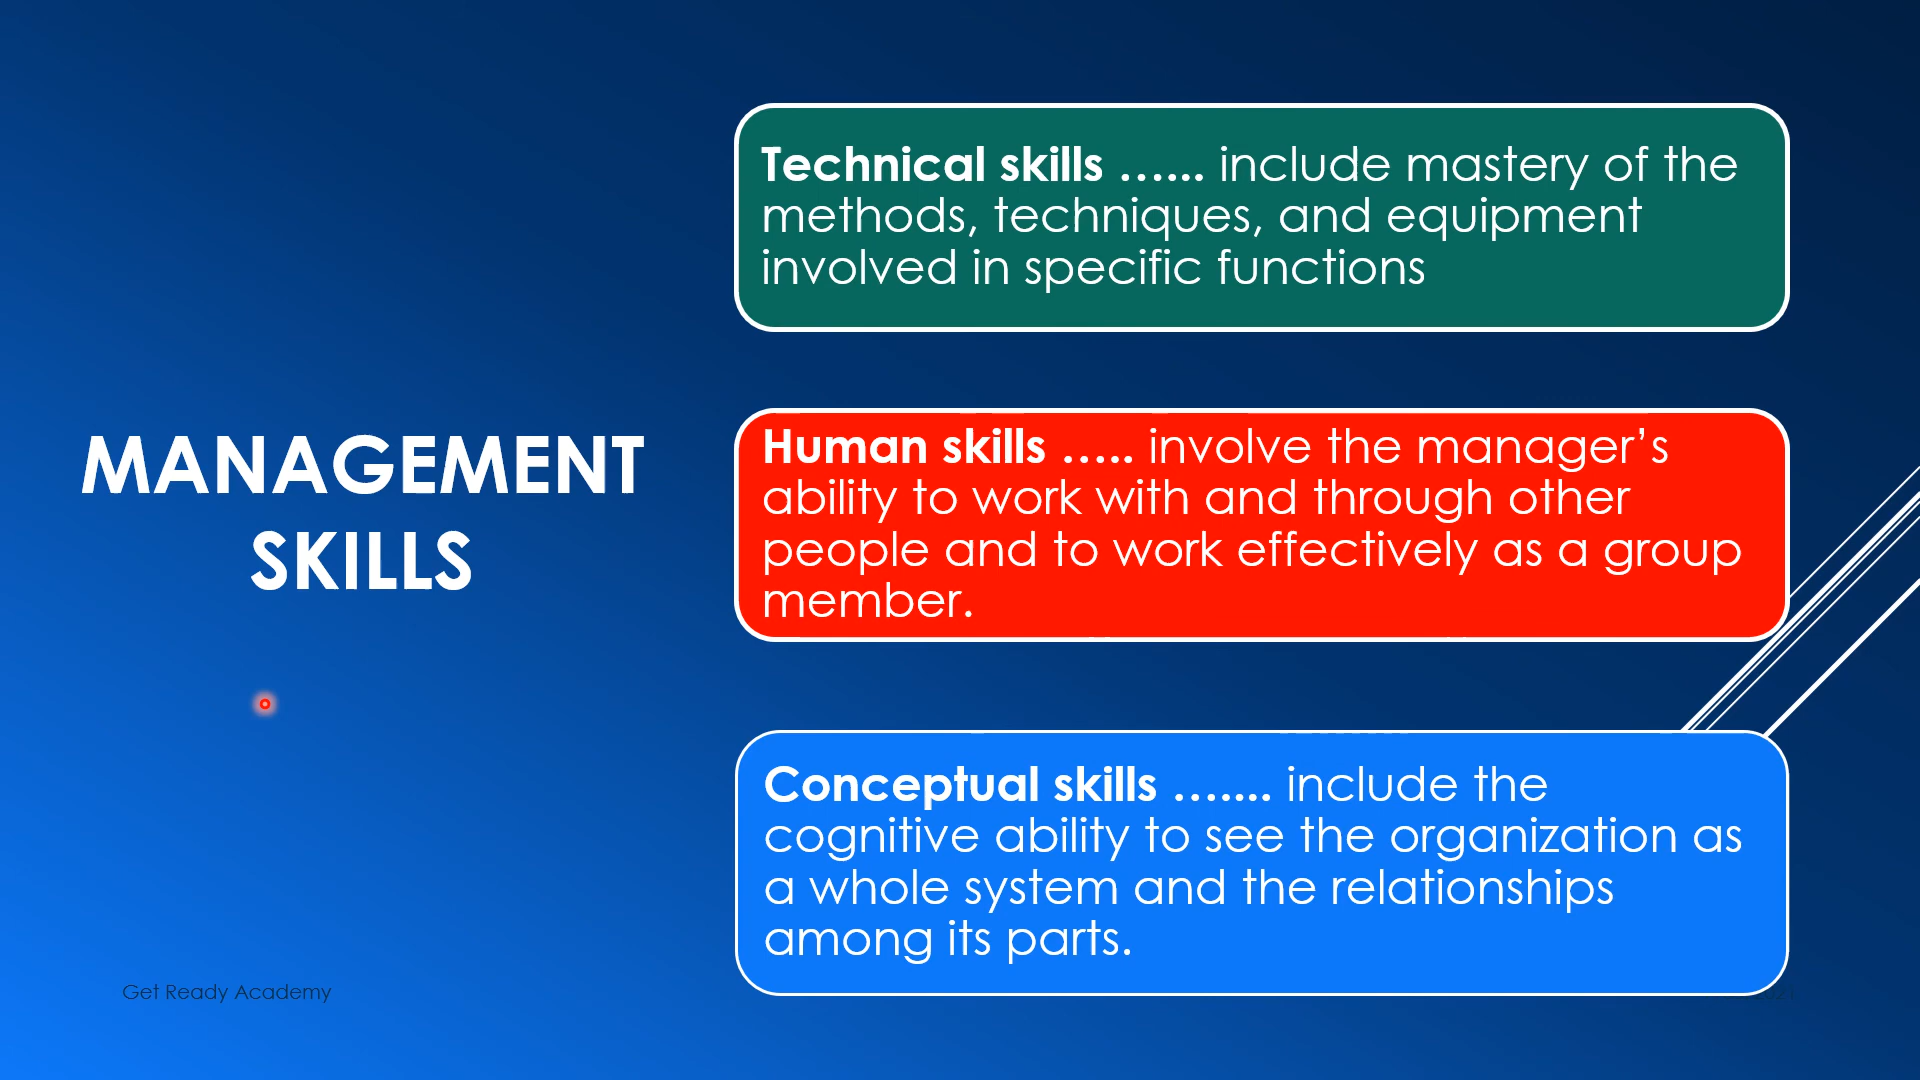 MANAGEMENT
SKILLS
Technical skills …... include mastery of the
methods, techniques, and equipment
involved in specific functions
Human skills ….. involve the manager’s
ability to work with and through other
people and to work effectively as a group
member.
Conceptual skills ….... include the
cognitive ability to see the organization as
a whole system and the relationships
among its parts.
Get Ready Academy